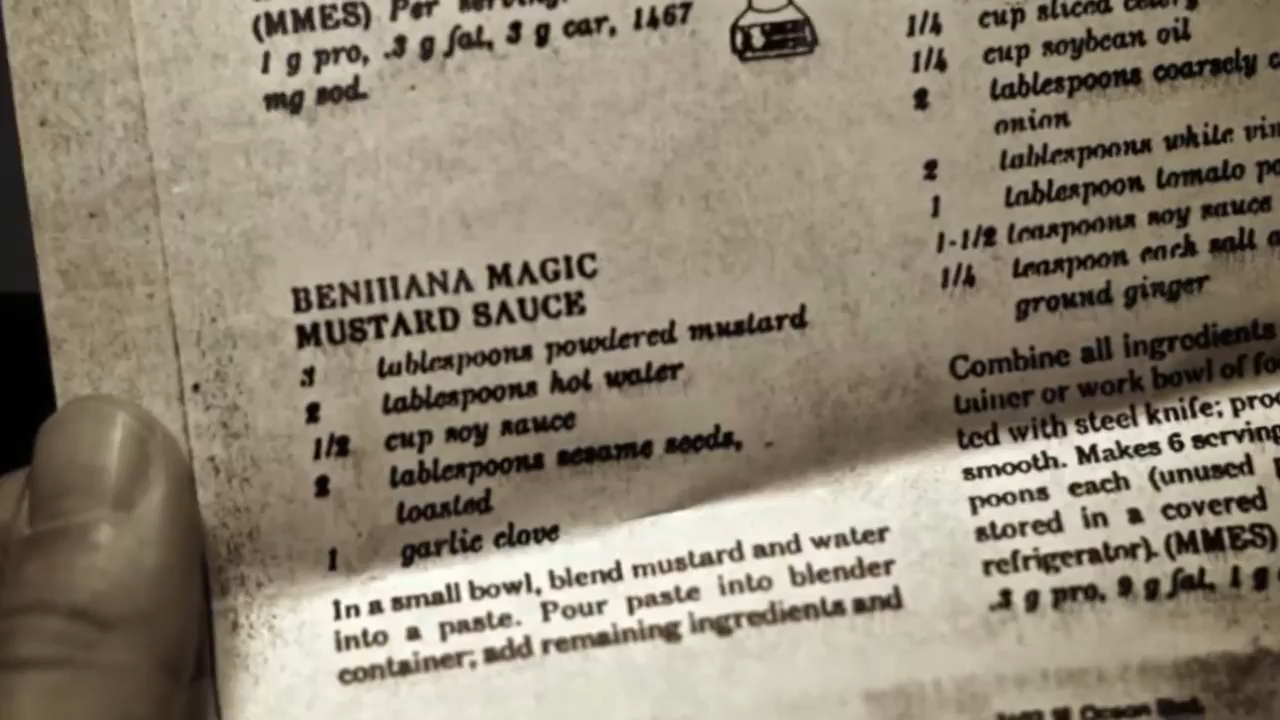 (MMES) Per serving:
1 g pro, .3 g fat, 3 g car, 1467
mg sod.
BENIHANA MAGIC
MUSTARD SAUCE
3 tablespoons powdered mustard
2 tablespoons hot water
1/2 cup soy sauce
2 tablespoons sesame seeds,
toasted
1 garlic clove
In a small bowl, blend mustard and water
into a paste. Pour paste into blender
container; add remaining ingredients and
1/4 cup sliced celery
1/4 cup soybean oil
2 tablespoons coarsely
onion
2 tablespoons white
1 tablespoon tomato
1-1/2 teaspoons soy sauce
1/4 teaspoon each salt
ground ginger
Combine all ingredients
tainer or work bowl of
ted with steel knife;
smooth. Makes 6
poons each (unused
stored in a covered
refrigerator). (MMES)
.3 g pro, 9 g fat, 1 g
Ocean Blvd.